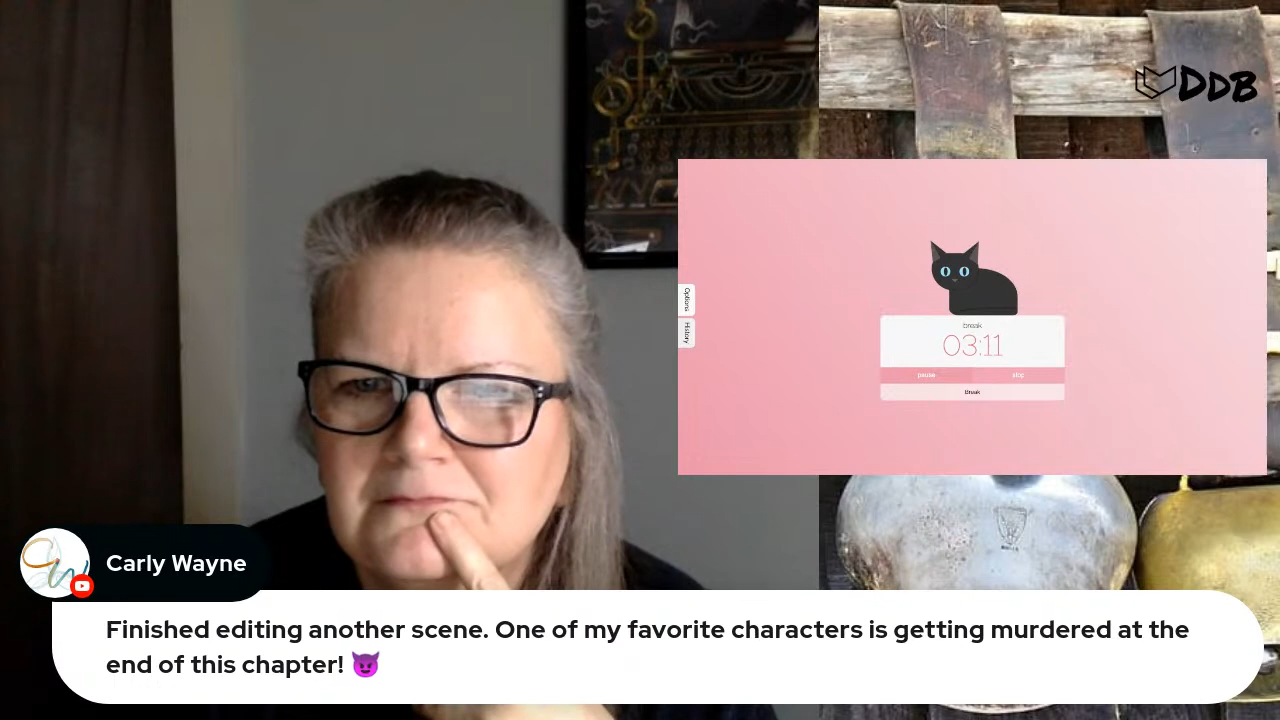 DDB
Options
History
break
03:11
pause
stop
Break
Carly Wayne
Finished editing another scene. One of my favorite characters is getting murdered at the
end of this chapter! 😈